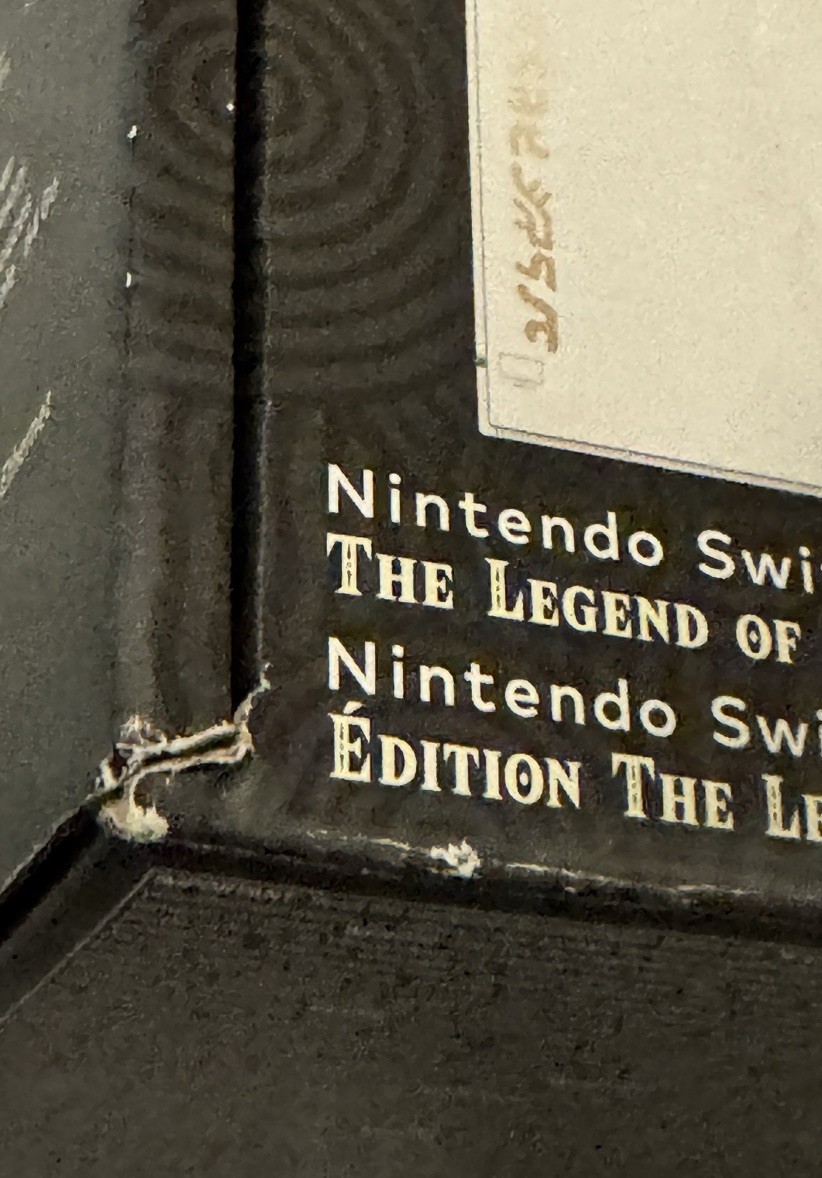 Nintendo Swi
THE LEGEND OF
Nintendo Swi
ÉDITION THE LE